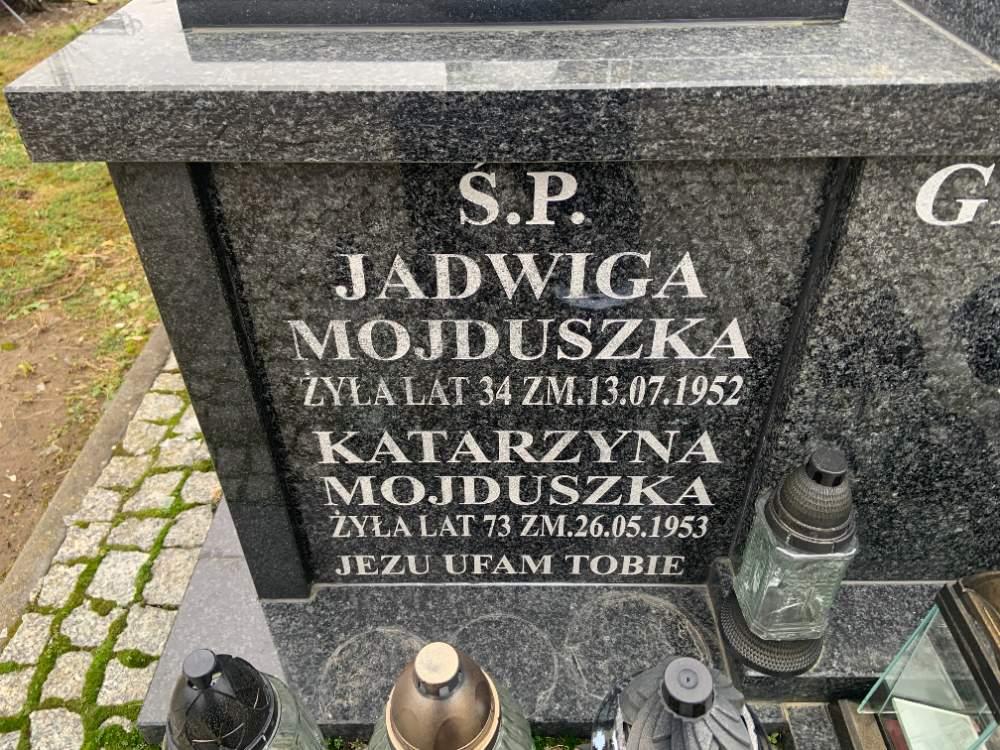 Ś.P.
JADWIGA
MOJDUSZKA
ŻYŁA LAT 34 ZM.13.07.1952
KATARZYNA
MOJDUSZKA
ŻYŁA LAT 73 ZM.26.05.1953
JEZU UFAM TOBIE
G